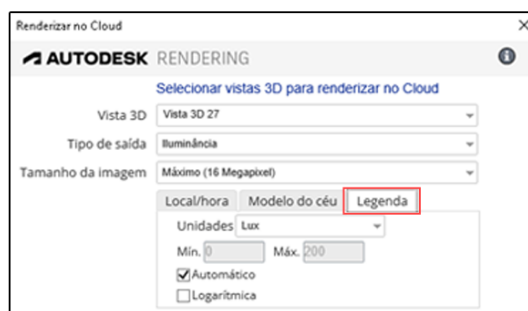 Renderizar no Cloud
AUTODESK RENDERING
Selecionar vistas 3D para renderizar no Cloud
Vista 3D Vista 3D 27
Tipo de saída Iluminância
Tamanho da imagem Máximo (16 Megapixel)
Local/hora Modelo do céu Legenda
Unidades Lux
Mín. 0 Máx. 200
Automático
Logarítmica